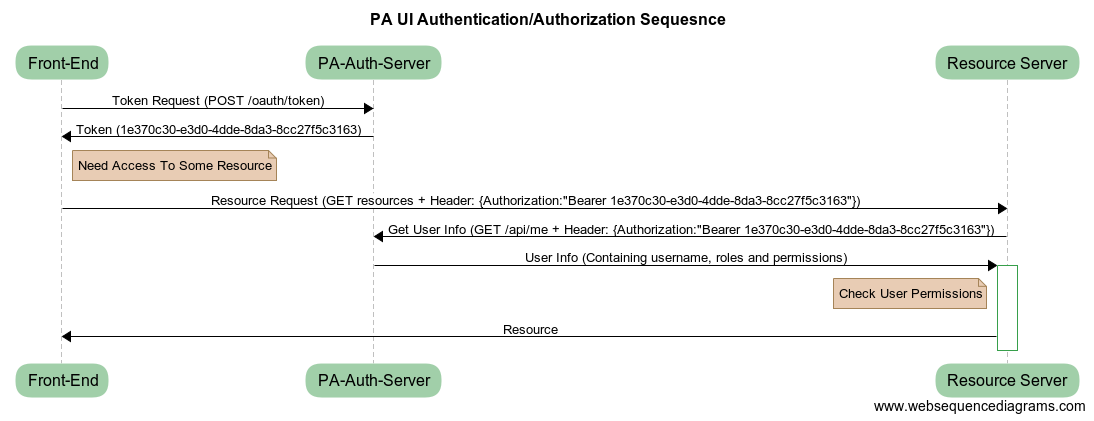 PA UI Authentication/Authorization Sequesnce
Front-End
PA-Auth-Server
Resource Server
Token Request (POST /oauth/token)
Token (1e370c30-e3d0-4dde-8da3-8cc27f5c3163)
Need Access To Some Resource
Resource Request (GET resources + Header: {Authorization:"Bearer 1e370c30-e3d0-4dde-8da3-8cc27f5c3163"})
Get User Info (GET /api/me + Header: {Authorization:"Bearer 1e370c30-e3d0-4dde-8da3-8cc27f5c3163"})
User Info (Containing username, roles and permissions)
Check User Permissions
Resource
Front-End
PA-Auth-Server
Resource Server
www.websequencediagrams.com